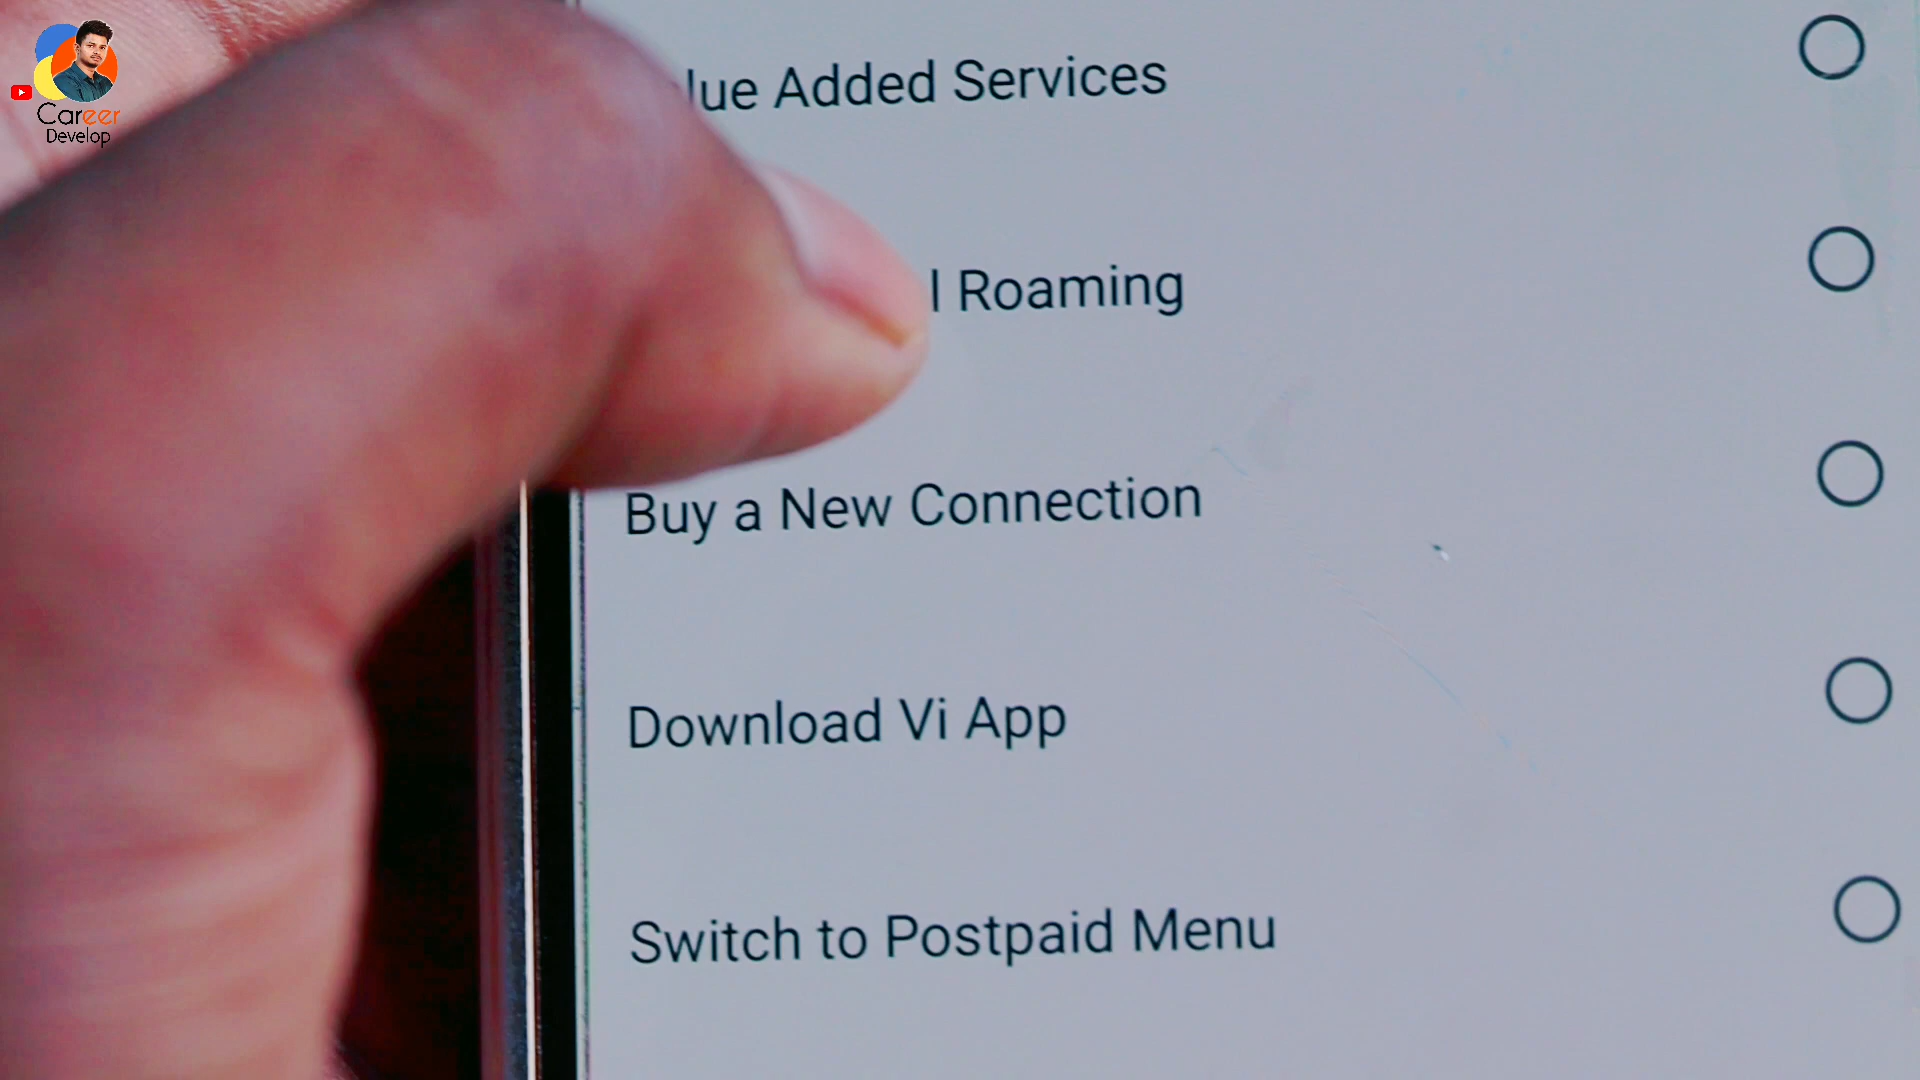 Career
Develop
lue Added Services
l Roaming
Buy a New Connection
Download Vi App
Switch to Postpaid Menu